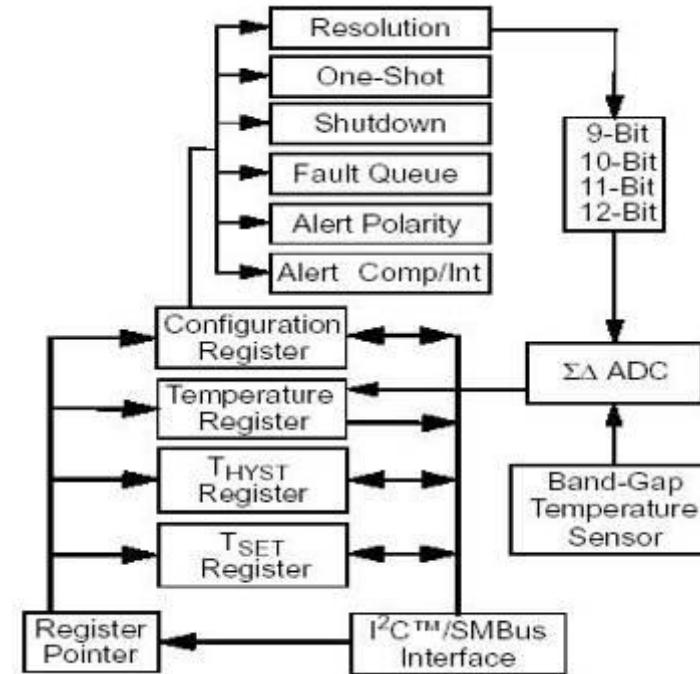 Resolution
One-Shot
Shutdown
Fault Queue
Alert Polarity
Alert Comp/Int
9-Bit
10-Bit
11-Bit
12-Bit
Configuration
Register
Temperature
Register
THYST
Register
TSET
Register
ΣΔ ADC
Band-Gap
Temperature
Sensor
Register
Pointer
I²C™/SMBus
Interface